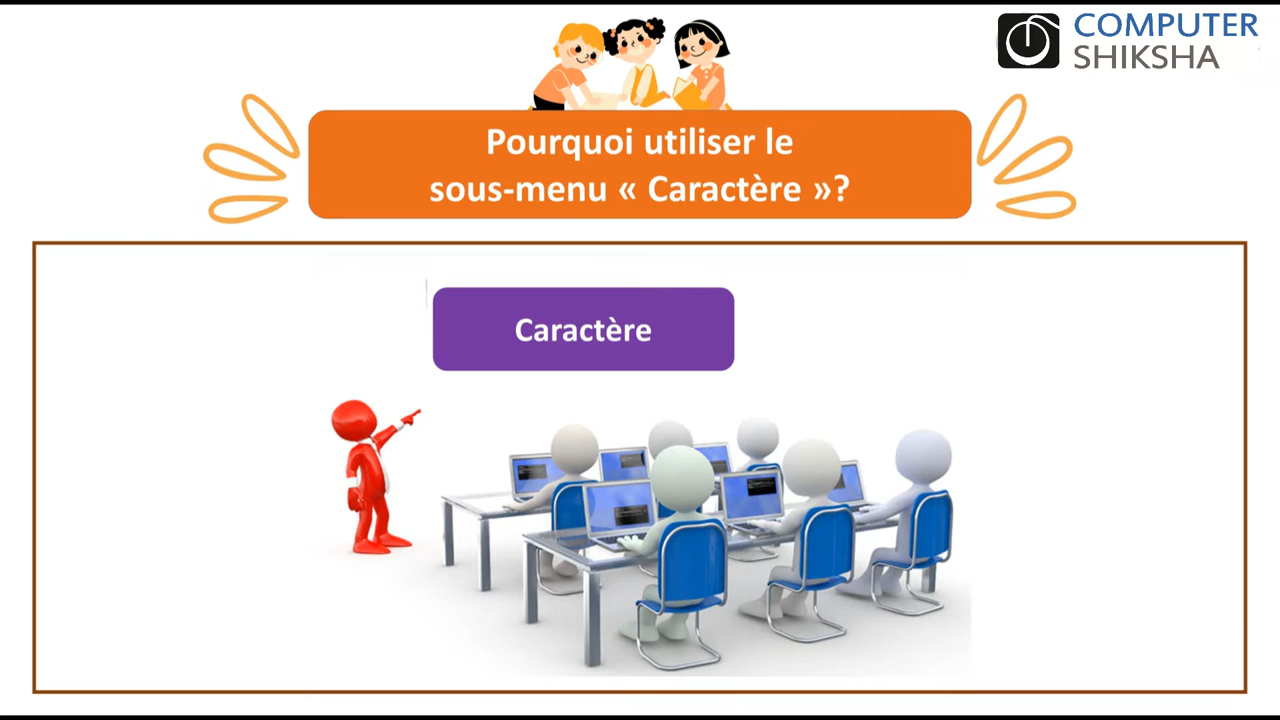 COMPUTER
SHIKSHA
Pourquoi utiliser le
sous-menu « Caractère »?
Caractère